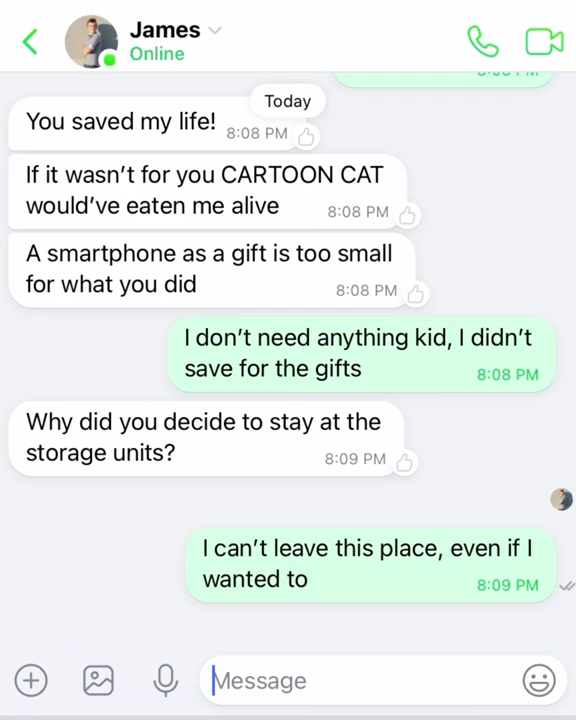 James
Online
Today
You saved my life!
8:08 PM
If it wasn't for you CARTOON CAT
would've eaten me alive
8:08 PM
A smartphone as a gift is too small
for what you did
8:08 PM
I don't need anything kid, I didn't
save for the gifts
8:08 PM
Why did you decide to stay at the
storage units?
8:09 PM
I can't leave this place, even if I
wanted to
8:09 PM
Message